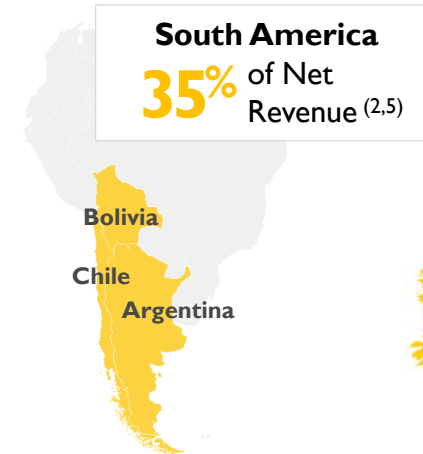 South America
35% of Net
Revenue (2,5)
Bolivia
Chile
Argentina